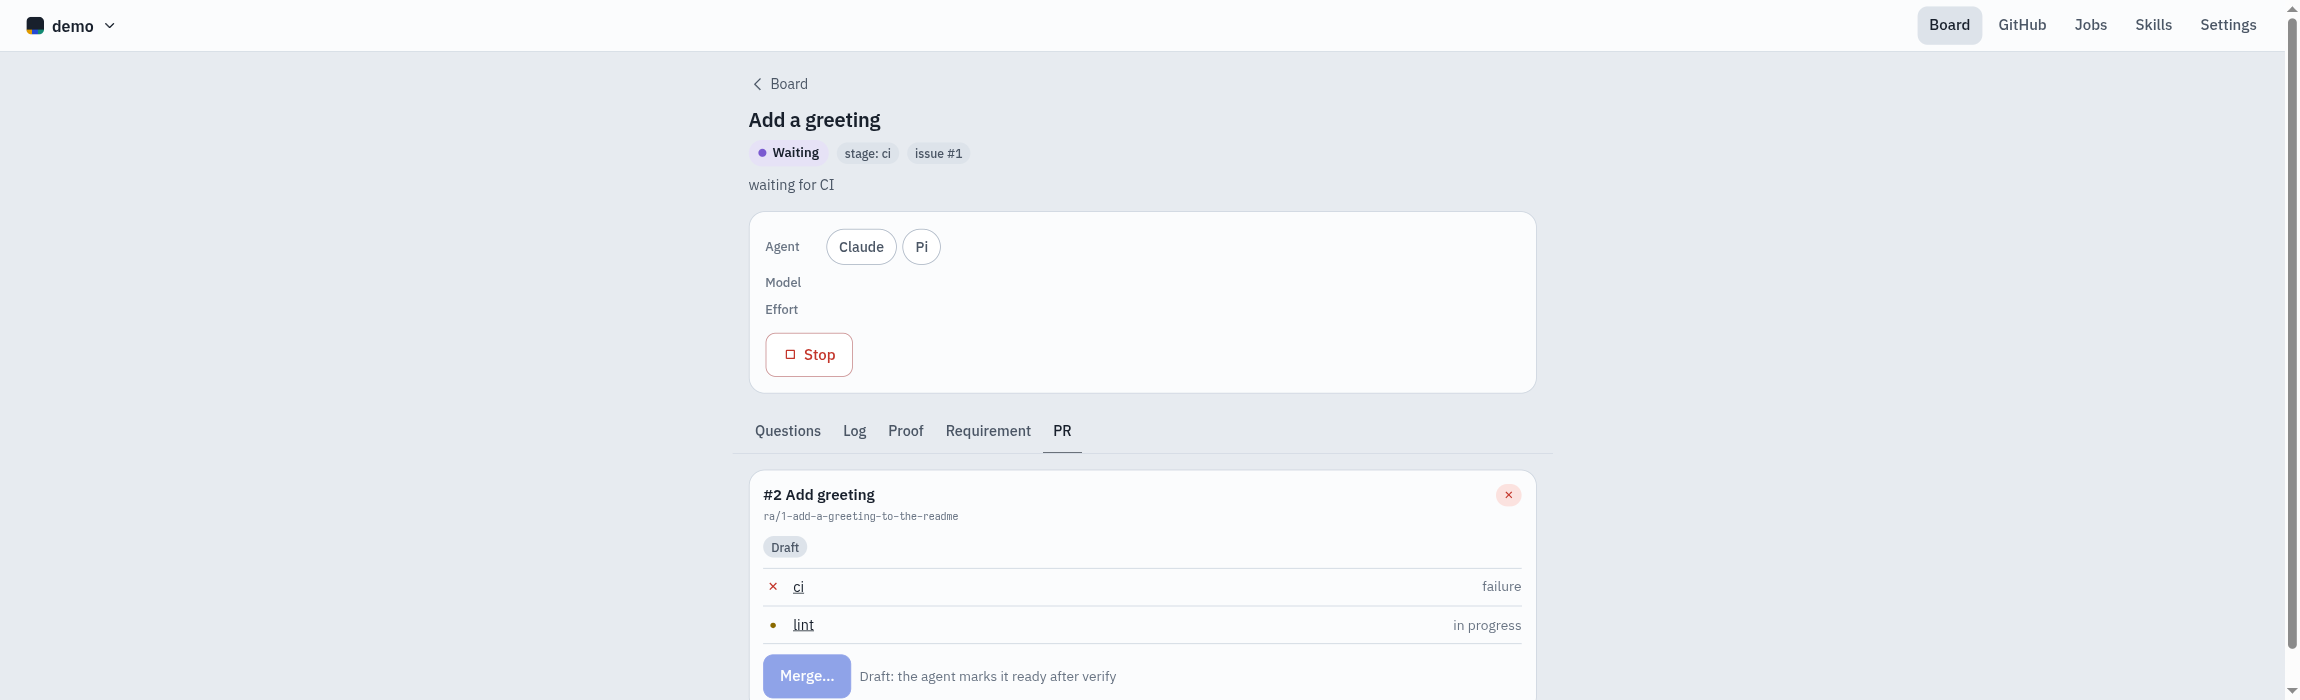 demo
Board GitHub Jobs Skills Settings
Board
Add a greeting
Waiting stage: ci issue #1
waiting for CI
Agent Claude Pi
Model
Effort
Stop
Questions Log Proof Requirement PR
#2 Add greeting
ra/1-add-a-greeting-to-the-readme
Draft
ci failure
lint in progress
Merge... Draft: the agent marks it ready after verify